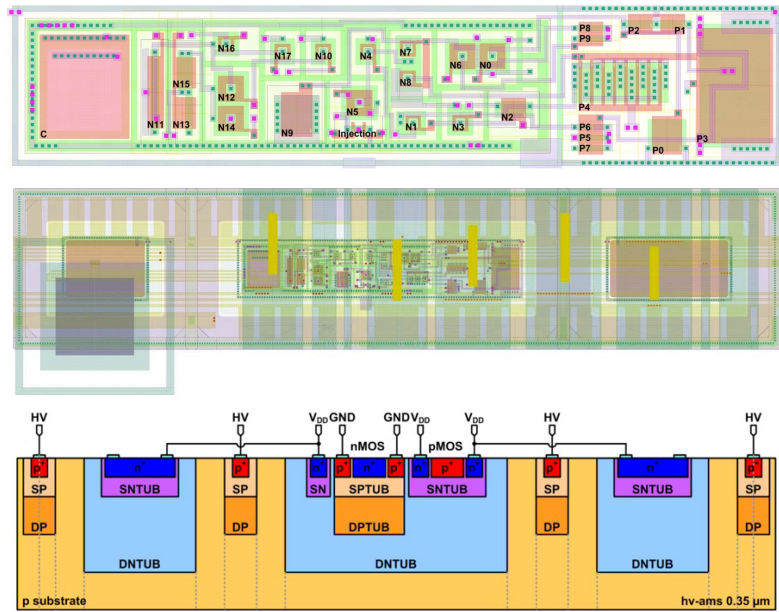 P8
P2
P1
N16
N17
N10
N4
N7
P9
N6
N0
N15
N8
N12
N5
P4
N2
C
N11
N13
N14
N9
Injection
N1
N3
P6
P5
P7
P0
P3
HV
HV
VDD
GND
GND
VDD
VDD
HV
HV
nMOS
pMOS
p+
n+
p+
n+
p+
n+
p+
n+
p+
n+
p+
n+
p+
SP
SNTUB
SP
SN
SPTUB
SNTUB
SP
SNTUB
SP
DP
DP
DPTUB
DP
DP
DNTUB
DNTUB
DNTUB
p substrate
hv-ams 0.35 µm